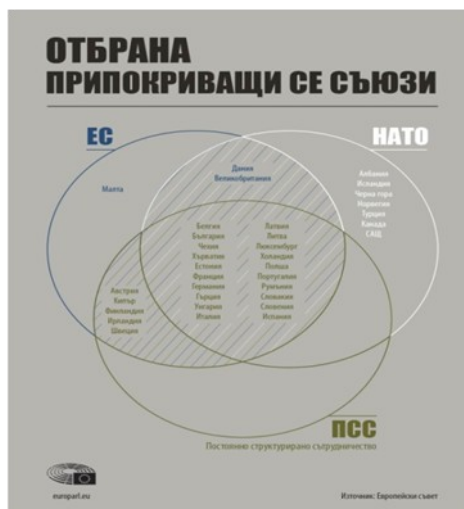 ОТБРАНА
ПРИПОКРИВАЩИ СЕ СЪЮЗИ
ЕС
НАТО
Дания
Великобритания
Малта
Албания
Исландия
Черна гора
Норвегия
Турция
Канада
САЩ
Белгия
България
Чехия
Хърватия
Естония
Франция
Германия
Гърция
Унгария
Италия
Латвия
Литва
Люксембург
Холандия
Полша
Португалия
Румъния
Словакия
Словения
Испания
Австрия
Кипър
Финландия
Ирландия
Швеция
ПСС
Постоянно структурирано сътрудничество
europarl.eu
Източник: Европейски съвет